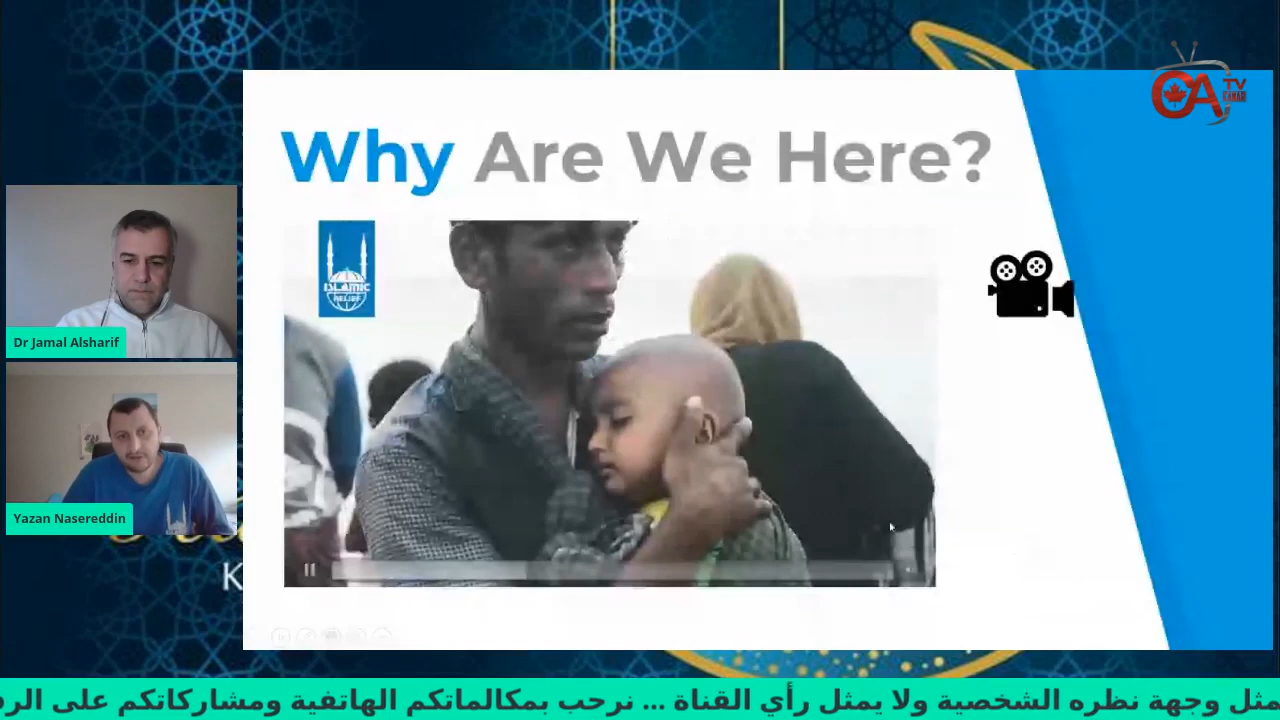 CA TV
Why Are We Here?
ISLAMIC
RELIEF
Dr Jamal Alsharif
Yazan Nasereddin
K
مثل وجهة نظره الشخصية ولا يمثل رأي القناة ... نرحب بمكالماتكم الهاتفية ومشاركاتكم على الر